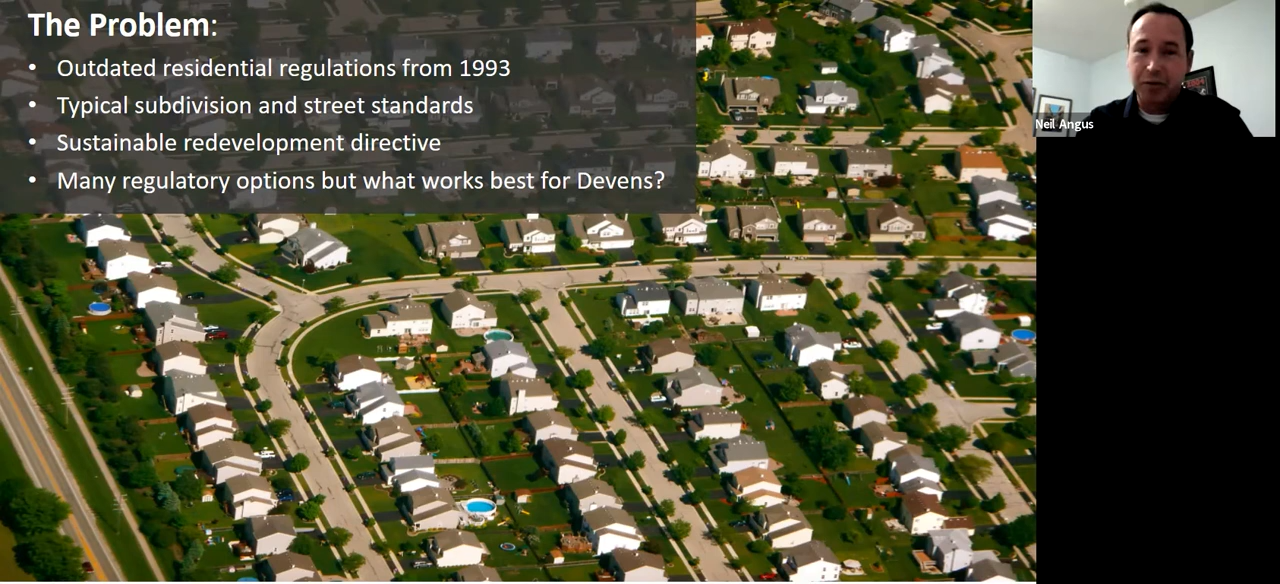 The Problem:
• Outdated residential regulations from 1993
• Typical subdivision and street standards
• Sustainable redevelopment directive
• Many regulatory options but what works best for Devens?
Neil Angus